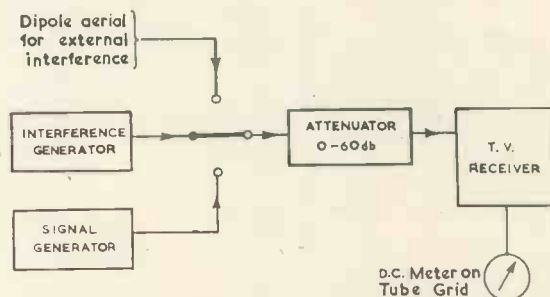 Dipole aerial
for external
interference
INTERFERENCE
GENERATOR
ATTENUATOR
0-60db
T.V.
RECEIVER
SIGNAL
GENERATOR
D.C. Meter on
Tube Grid